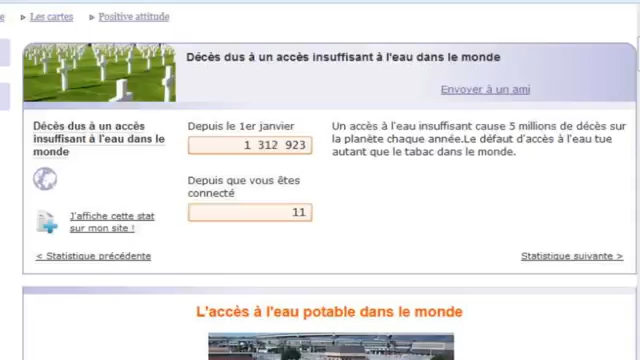 Les cartes Positive attitude
Décès dus à un accès insuffisant à l'eau dans le monde
Envoyer à un ami
Décès dus à un accès
insuffisant à l'eau dans le
monde
Depuis le 1er janvier
1 312 923
Depuis que vous êtes
connecté
11
Un accès à l'eau insuffisant cause 5 millions de décès sur
la planète chaque année.Le défaut d'accès à l'eau tue
autant que le tabac dans le monde.
J'affiche cette stat
sur mon site !
< Statistique précédente
Statistique suivante >
L'accès à l'eau potable dans le monde